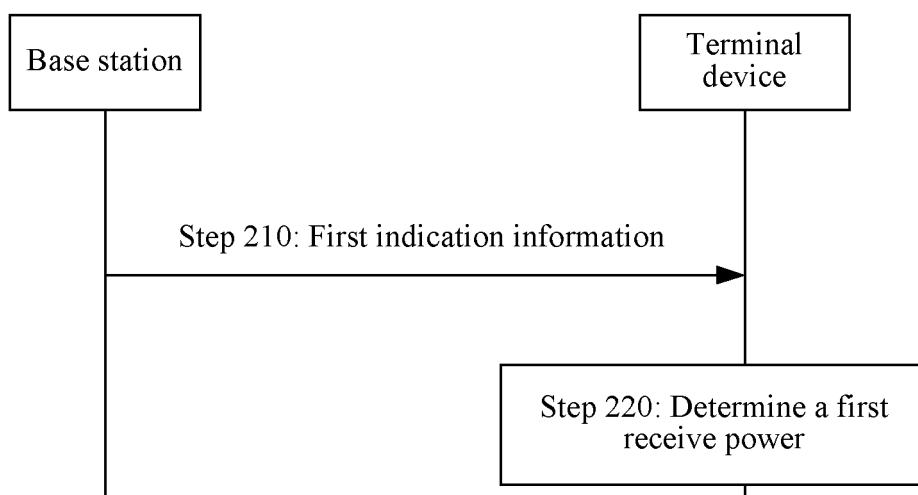 Base station
Terminal
device
Step 210: First indication information
Step 220: Determine a first
receive power